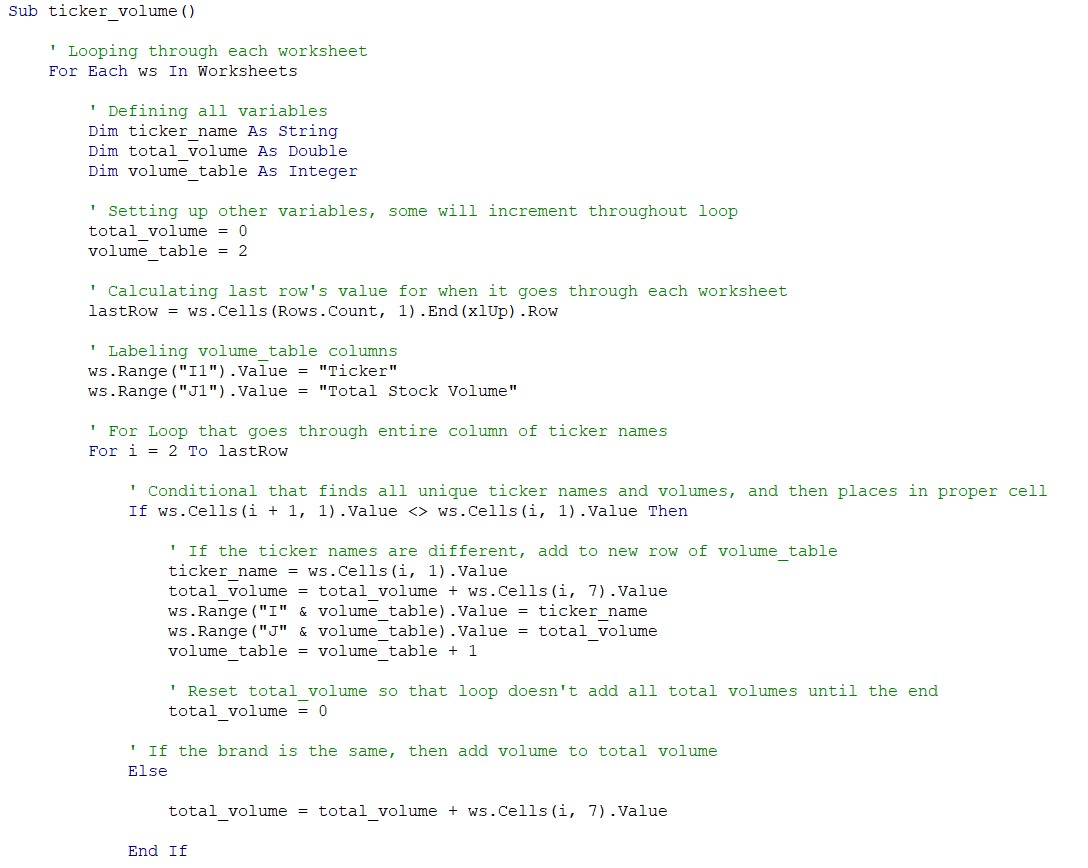 Sub ticker_volume()
' Looping through each worksheet
For Each ws In Worksheets
' Defining all variables
Dim ticker_name As String
Dim total_volume As Double
Dim volume_table As Integer
' Setting up other variables, some will increment throughout loop
total_volume = 0
volume_table = 2
' Calculating last row's value for when it goes through each worksheet
lastRow = ws.Cells(Rows.Count, 1).End(xlUp).Row
' Labeling volume_table columns
ws.Range("I1").Value = "Ticker"
ws.Range("J1").Value = "Total Stock Volume"
' For Loop that goes through entire column of ticker names
For i = 2 To lastRow
' Conditional that finds all unique ticker names and volumes, and then places in proper cell
If ws.Cells(i + 1, 1).Value <> ws.Cells(i, 1).Value Then
' If the ticker names are different, add to new row of volume_table
ticker_name = ws.Cells(i, 1).Value
total_volume = total_volume + ws.Cells(i, 7).Value
ws.Range("I" & volume_table).Value = ticker_name
ws.Range("J" & volume_table).Value = total_volume
volume_table = volume_table + 1
' Reset total_volume so that loop doesn't add all total volumes until the end
total_volume = 0
' If the brand is the same, then add volume to total volume
Else
total_volume = total_volume + ws.Cells(i, 7).Value
End If